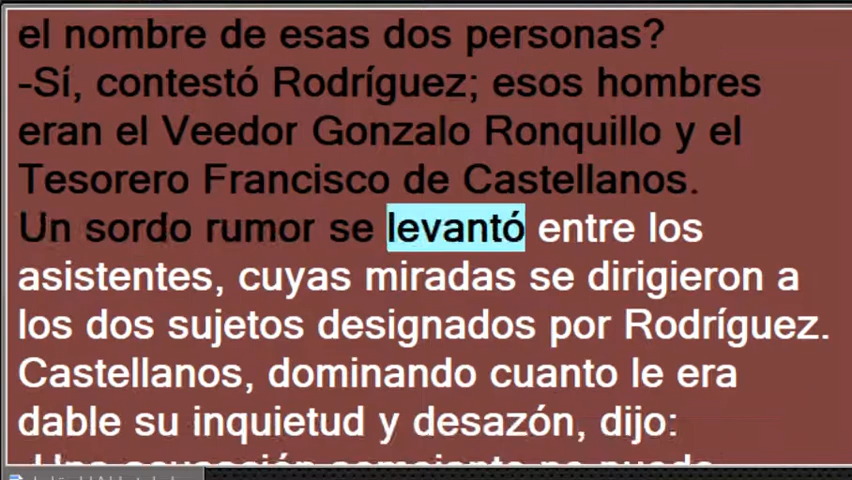 el nombre de esas dos personas?
-Sí, contestó Rodríguez; esos hombres
eran el Veedor Gonzalo Ronquillo y el
Tesorero Francisco de Castellanos.
Un sordo rumor se levantó entre los
asistentes, cuyas miradas se dirigieron a
los dos sujetos designados por Rodríguez.
Castellanos, dominando cuanto le era
dable su inquietud y desazón, dijo: